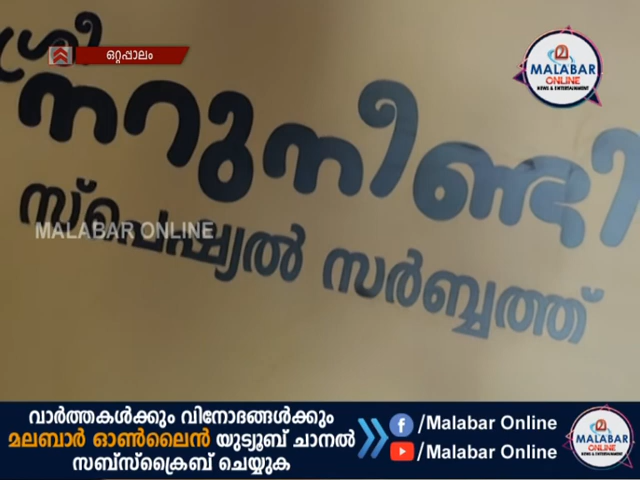 ഒറ്റപ്പാലം
MALABAR
ONLINE
NEWS & ENTERTAINMENT
ശ്രീ
നറുനീണ്ടി
സ്പെഷ്യൽ സർബ്ബത്ത്
MALABAR ONLINE
വാർത്തകൾക്കും വിനോദങ്ങൾക്കും
മലബാർ ഓൺലൈൻ യുട്യൂബ് ചാനൽ
സബ്സ്ക്രൈബ് ചെയ്യുക
/Malabar Online
/Malabar Online
MALABAR
ONLINE
NEWS & ENTERTAINMENT